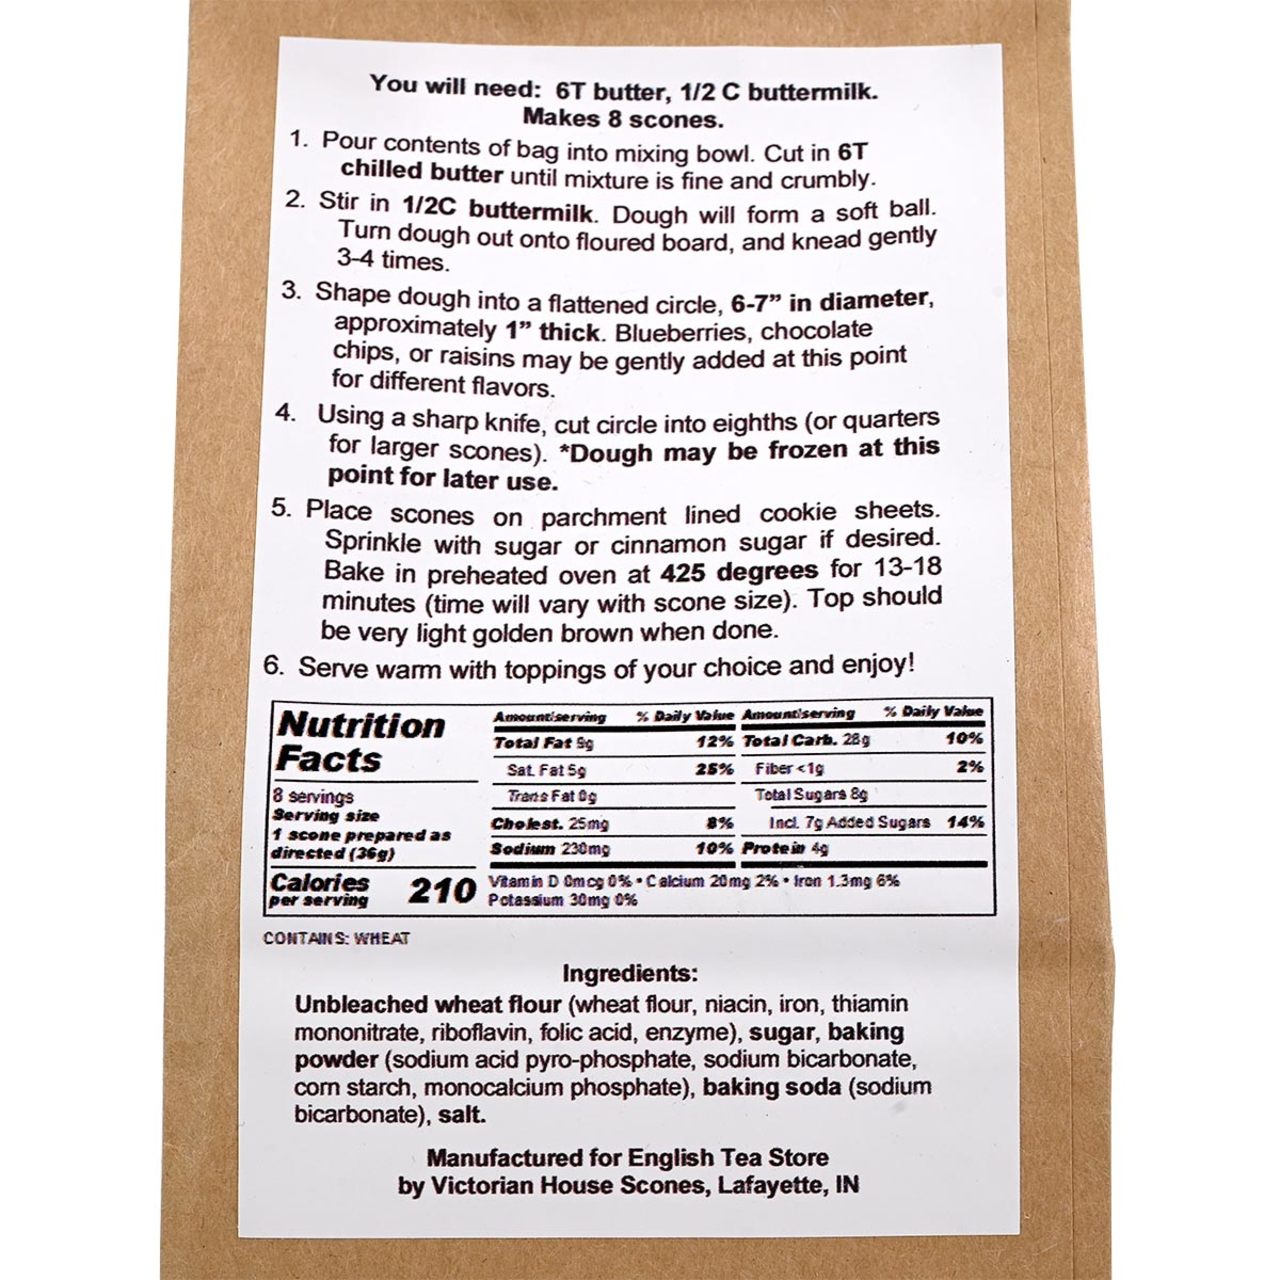 You will need: 6T butter, 1/2 C buttermilk.
Makes 8 scones.
1. Pour contents of bag into mixing bowl. Cut in 6T
chilled butter until mixture is fine and crumbly.
2. Stir in 1/2C buttermilk. Dough will form a soft ball.
Turn dough out onto floured board, and knead gently
3-4 times.
3. Shape dough into a flattened circle, 6-7” in diameter,
approximately 1” thick. Blueberries, chocolate
chips, or raisins may be gently added at this point
for different flavors.
4. Using a sharp knife, cut circle into eighths (or quarters
for larger scones). *Dough may be frozen at this
point for later use.
5. Place scones on parchment lined cookie sheets.
Sprinkle with sugar or cinnamon sugar if desired.
Bake in preheated oven at 425 degrees for 13-18
minutes (time will vary with scone size). Top should
be very light golden brown when done.
6. Serve warm with toppings of your choice and enjoy!
Nutrition
Facts
8 servings
Serving size
1 scone prepared as
directed (36g)
Calories
per serving 210
Amount/serving % Daily Value
Total Fat 9g 12%
Sat. Fat 5g 25%
Trans Fat 0g
Cholest. 25mg 8%
Sodium 230mg 10%
Amount/serving % Daily Value
Total Carb. 28g 10%
Fiber <1g 2%
Total Sugars 8g
Incl. 7g Added Sugars 14%
Protein 4g
Vitamin D 0mcg 0% • Calcium 20mg 2% • Iron 1.3mg 6%
Potassium 30mg 0%
CONTAINS: WHEAT
Ingredients:
Unbleached wheat flour (wheat flour, niacin, iron, thiamin
mononitrate, riboflavin, folic acid, enzyme), sugar, baking
powder (sodium acid pyro-phosphate, sodium bicarbonate,
corn starch, monocalcium phosphate), baking soda (sodium
bicarbonate), salt.
Manufactured for English Tea Store
by Victorian House Scones, Lafayette, IN